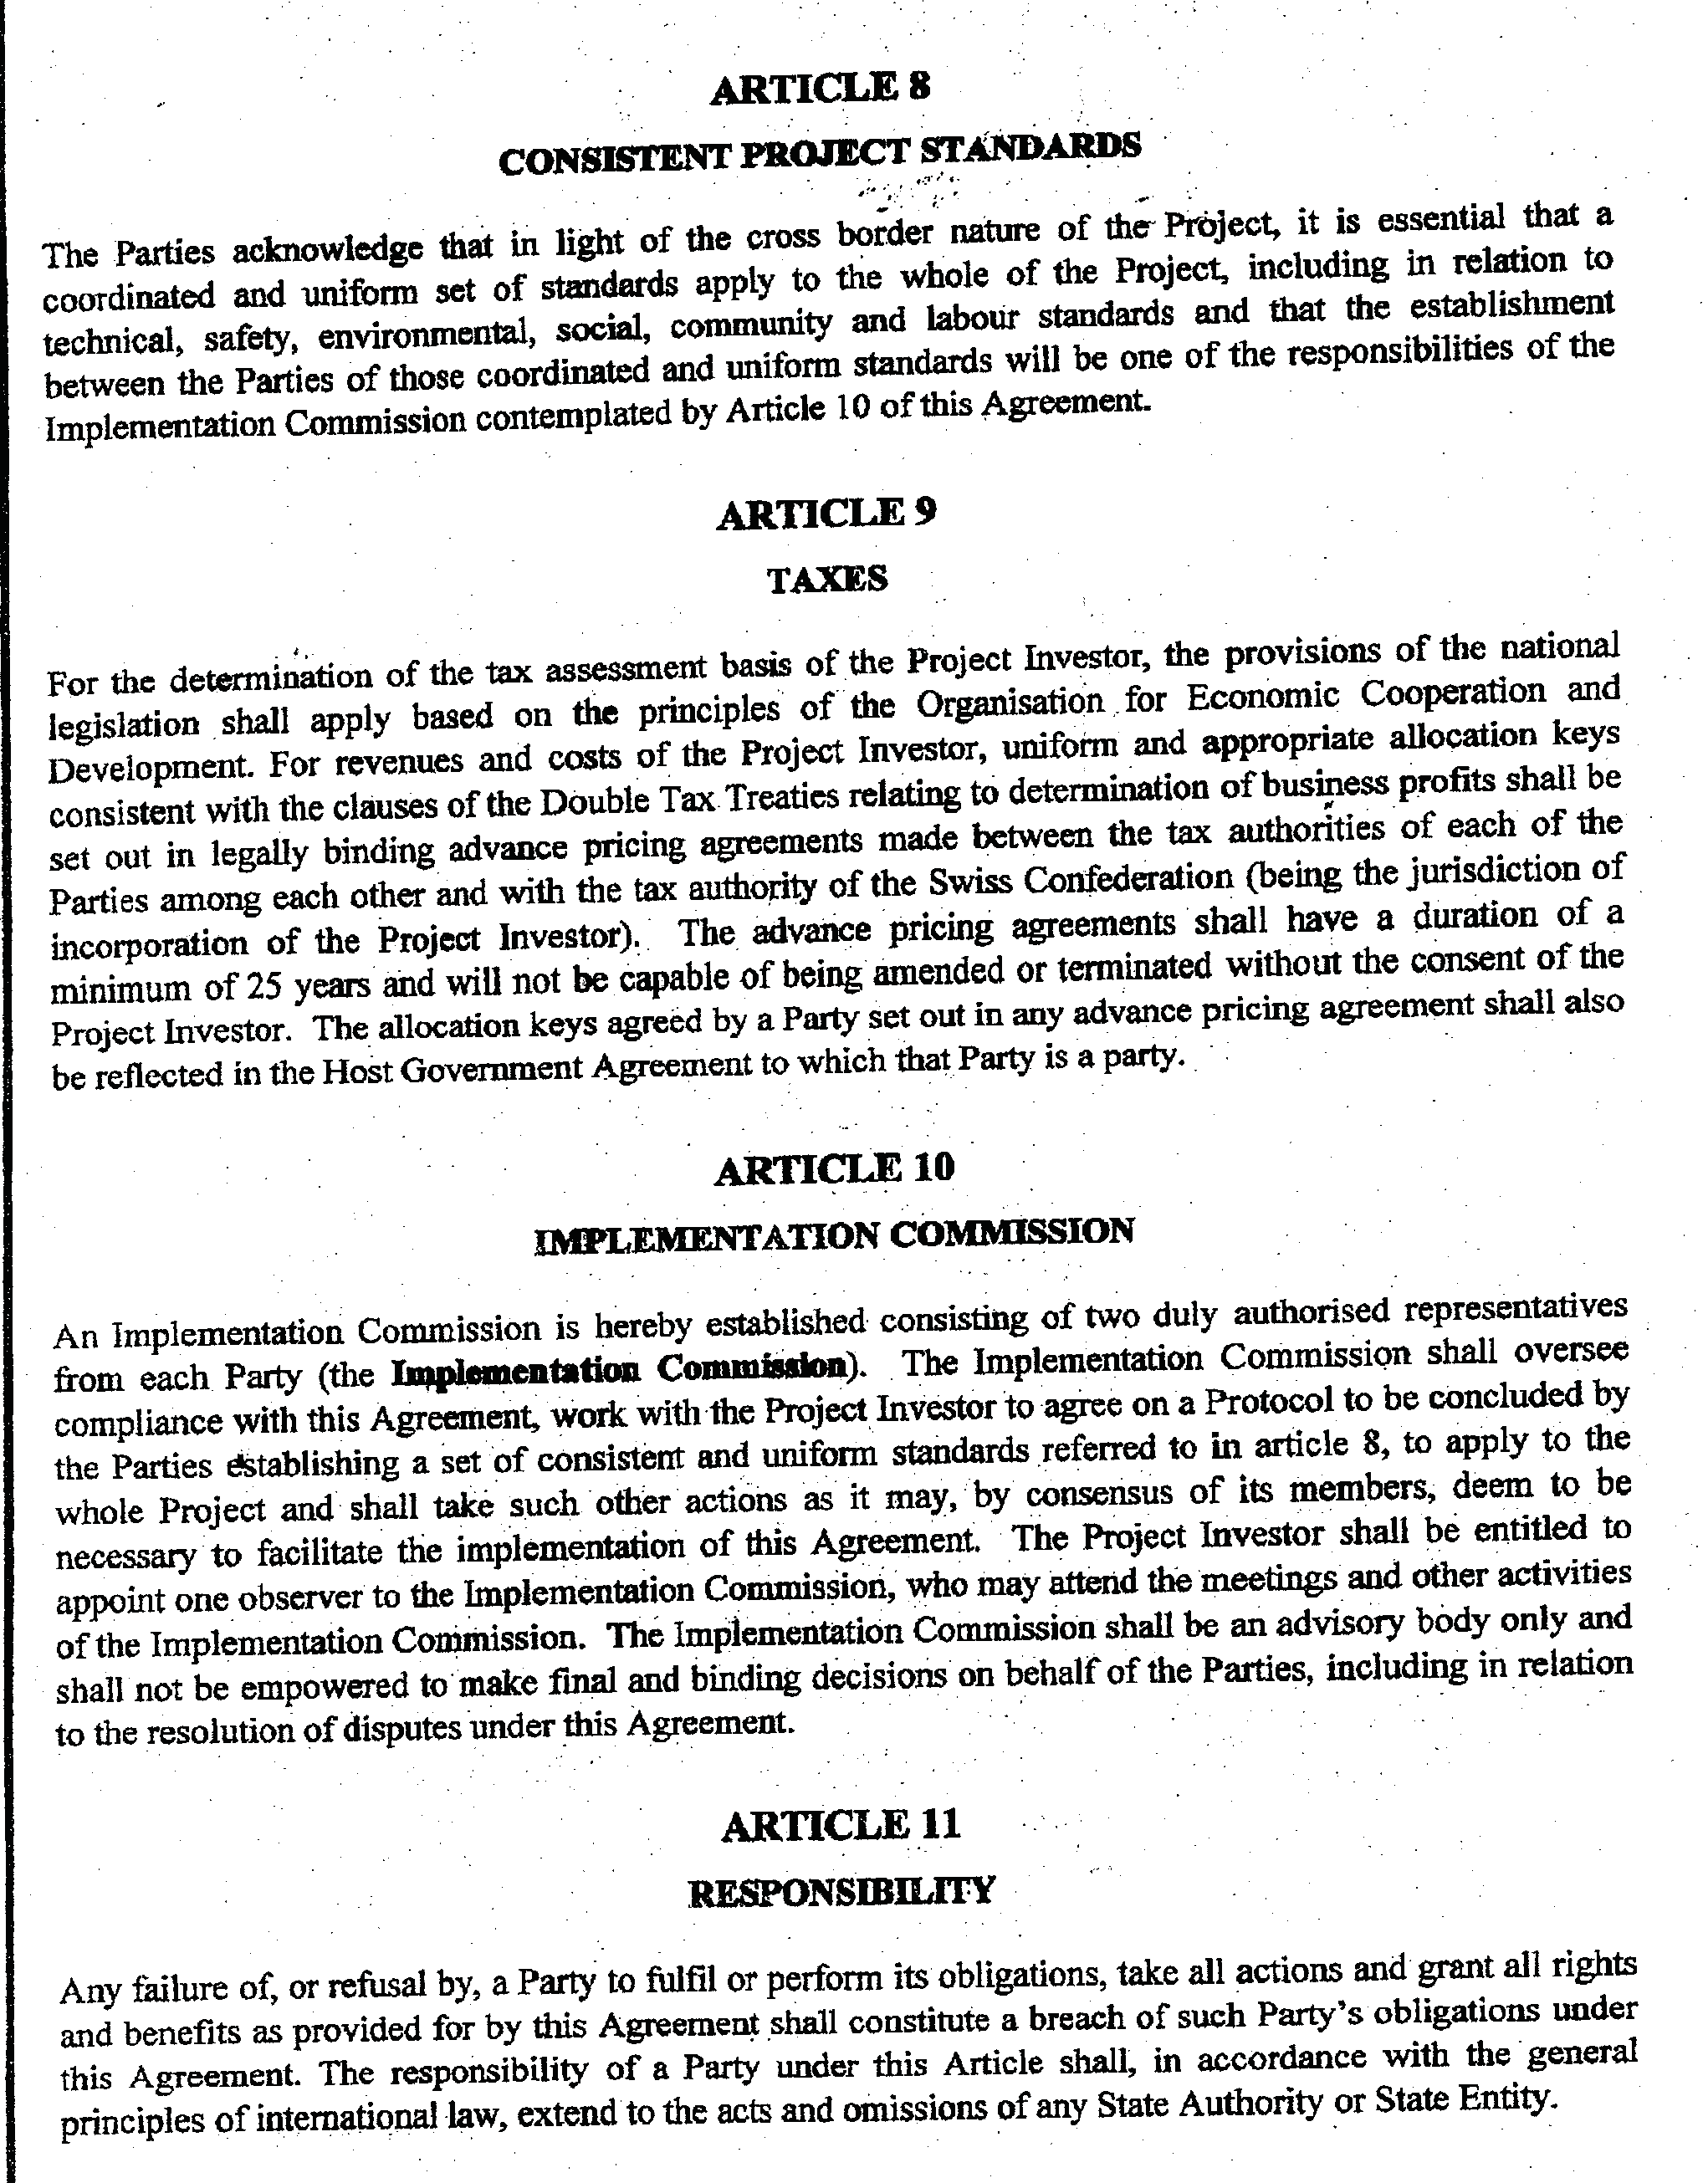 ARTICLE 8
CONSISTENT PROJECT STANDARDS
The Parties acknowledge that in light of the cross border nature of the Project, it is essential that a
coordinated and uniform set of standards apply to the whole of the Project, including in relation to
technical, safety, environmental, social, community and labour standards and that the establishment
between the Parties of those coordinated and uniform standards will be one of the responsibilities of the
Implementation Commission contemplated by Article 10 of this Agreement.
ARTICLE 9
TAXES
For the determination of the tax assessment basis of the Project Investor, the provisions of the national
legislation shall apply based on the principles of the Organisation for Economic Cooperation and
Development. For revenues and costs of the Project Investor, uniform and appropriate allocation keys
consistent with the clauses of the Double Tax Treaties relating to determination of business profits shall be
set out in legally binding advance pricing agreements made between the tax authorities of each of the
Parties among each other and with the tax authority of the Swiss Confederation (being the jurisdiction of
incorporation of the Project Investor). The advance pricing agreements shall have a duration of a
minimum of 25 years and will not be capable of being amended or terminated without the consent of the
Project Investor. The allocation keys agreed by a Party set out in any advance pricing agreement shall also
be reflected in the Host Government Agreement to which that Party is a party.
ARTICLE 10
IMPLEMENTATION COMMISSION
An Implementation Commission is hereby established consisting of two duly authorised representatives
from each Party (the Implementation Commission). The Implementation Commission shall oversee
compliance with this Agreement, work with the Project Investor to agree on a Protocol to be concluded by
the Parties establishing a set of consistent and uniform standards referred to in article 8, to apply to the
whole Project and shall take such other actions as it may, by consensus of its members, deem to be
necessary to facilitate the implementation of this Agreement. The Project Investor shall be entitled to
appoint one observer to the Implementation Commission, who may attend the meetings and other activities
of the Implementation Commission. The Implementation Commission shall be an advisory body only and
shall not be empowered to make final and binding decisions on behalf of the Parties, including in relation
to the resolution of disputes under this Agreement.
ARTICLE 11
RESPONSIBILITY
Any failure of, or refusal by, a Party to fulfil or perform its obligations, take all actions and grant all rights
and benefits as provided for by this Agreement shall constitute a breach of such Party's obligations under
this Agreement. The responsibility of a Party under this Article shall, in accordance with the general
principles of international law, extend to the acts and omissions of any State Authority or State Entity.